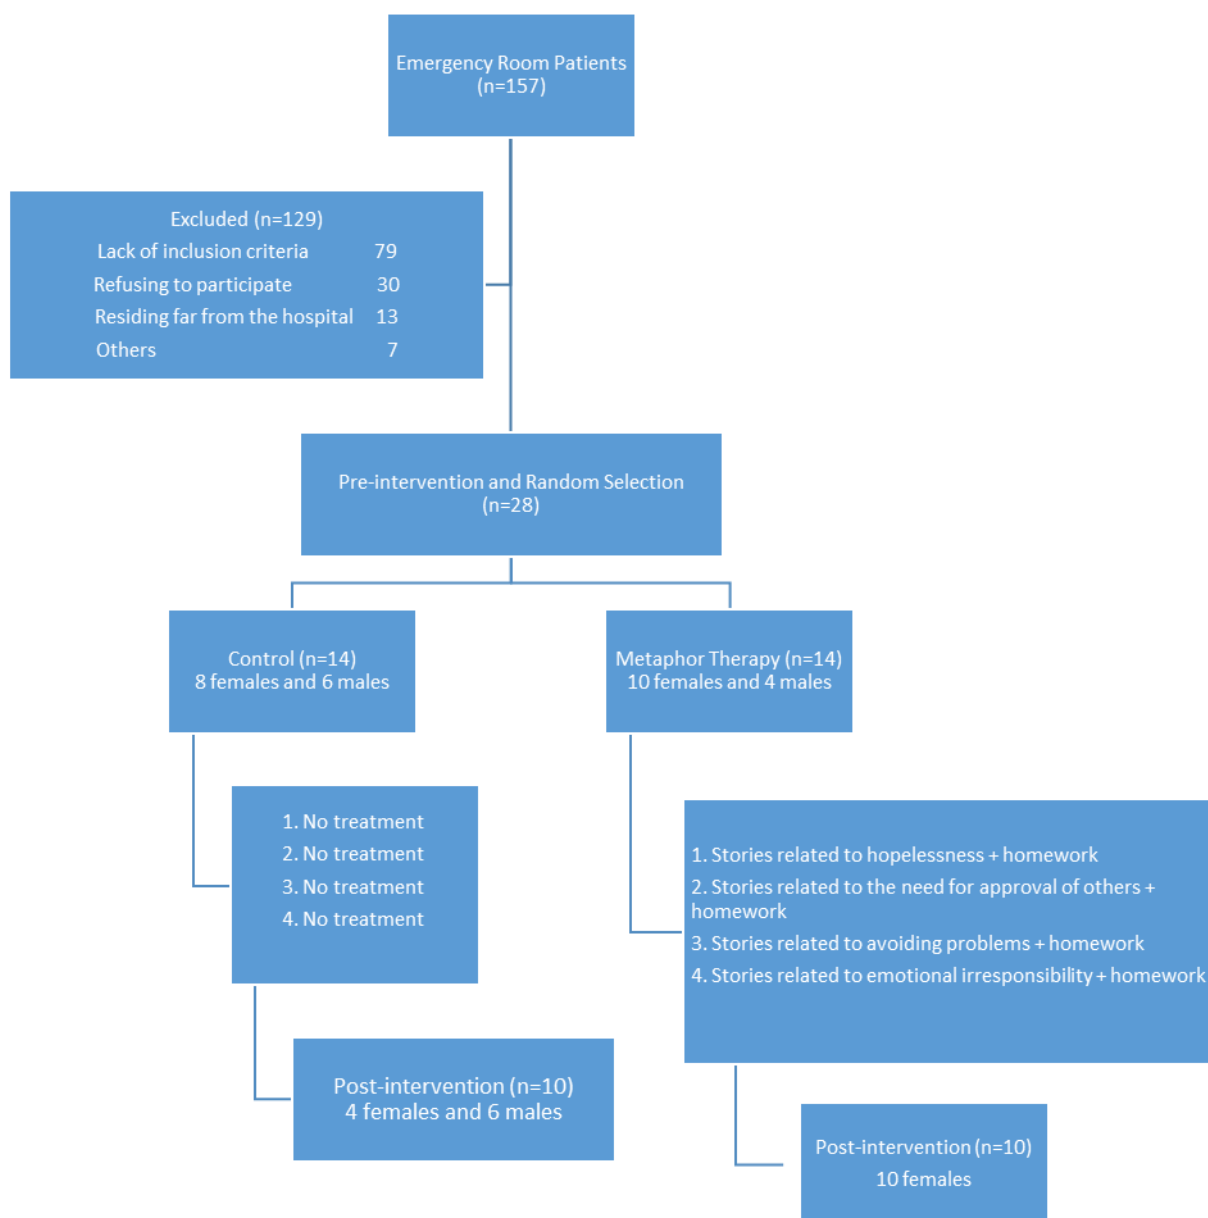 Emergency Room Patients
(n=157)
Excluded (n=129)
Lack of inclusion criteria 79
Refusing to participate 30
Residing far from the hospital 13
Others 7
Pre-intervention and Random Selection
(n=28)
Control (n=14)
8 females and 6 males
Metaphor Therapy (n=14)
10 females and 4 males
1. No treatment
2. No treatment
3. No treatment
4. No treatment
1. Stories related to hopelessness + homework
2. Stories related to the need for approval of others +
homework
3. Stories related to avoiding problems + homework
4. Stories related to emotional irresponsibility + homework
Post-intervention (n=10)
4 females and 6 males
Post-intervention (n=10)
10 females